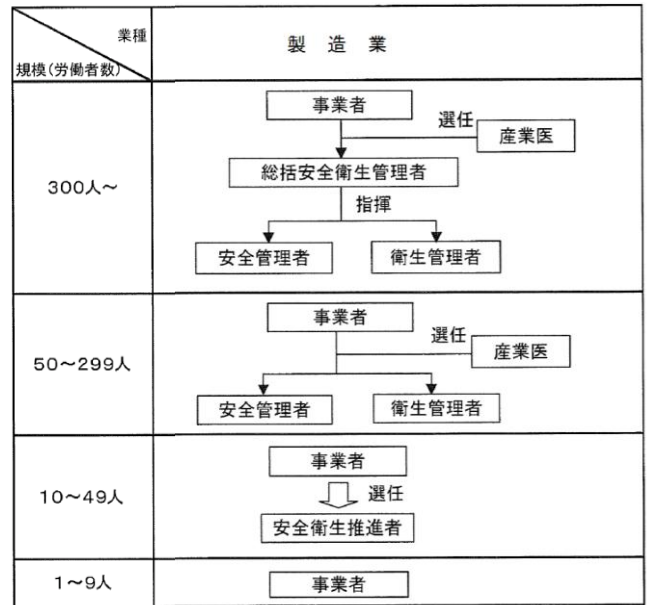 業種
規模(労働者数)
製 造 業
300人~
事業者
選任
産業医
総括安全衛生管理者
指揮
安全管理者
衛生管理者
50~299人
事業者
選任
産業医
安全管理者
衛生管理者
10~49人
事業者
選任
安全衛生推進者
1~9人
事業者